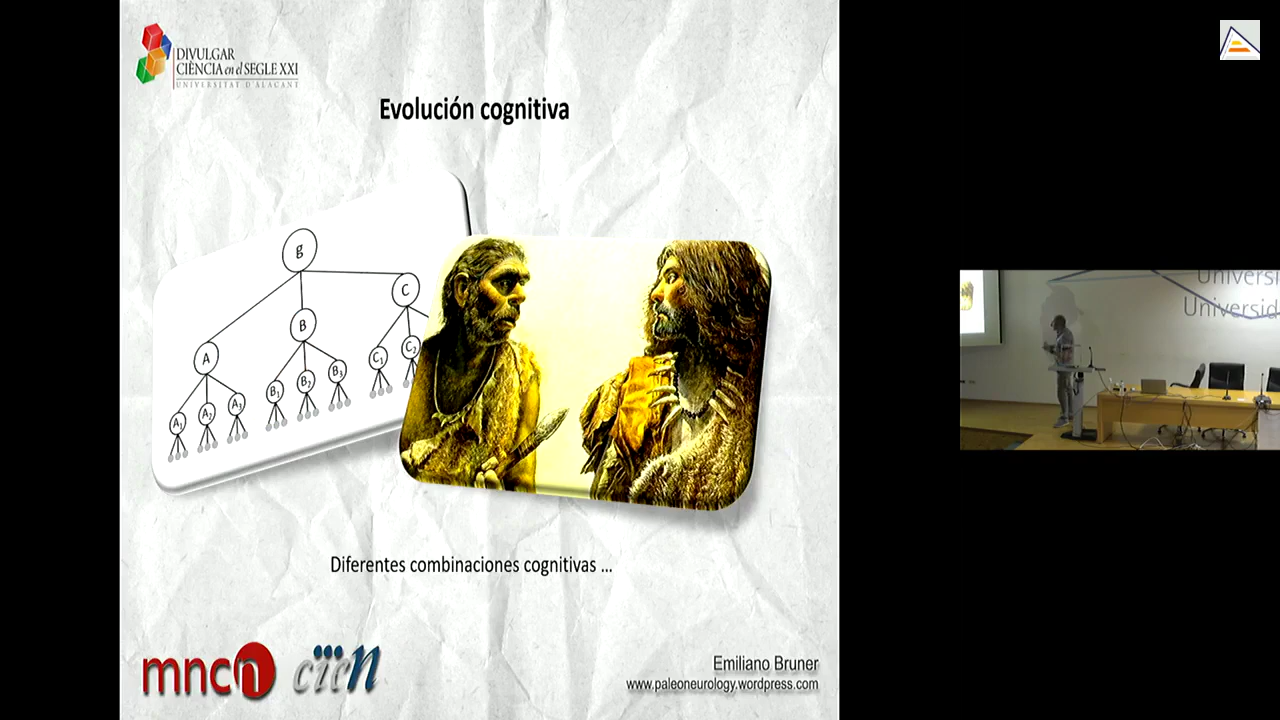 DIVULGAR
CIÈNCIA en el SEGLE XXI
UNIVERSITAT D'ALACANT
Evolución cognitiva
g
A
B
C
A1
A2
A3
B1
B2
B3
C1
C2
Diferentes combinaciones cognitivas ...
mncn
Emiliano Bruner
www.paleoneurology.wordpress.com
Universi
Universid